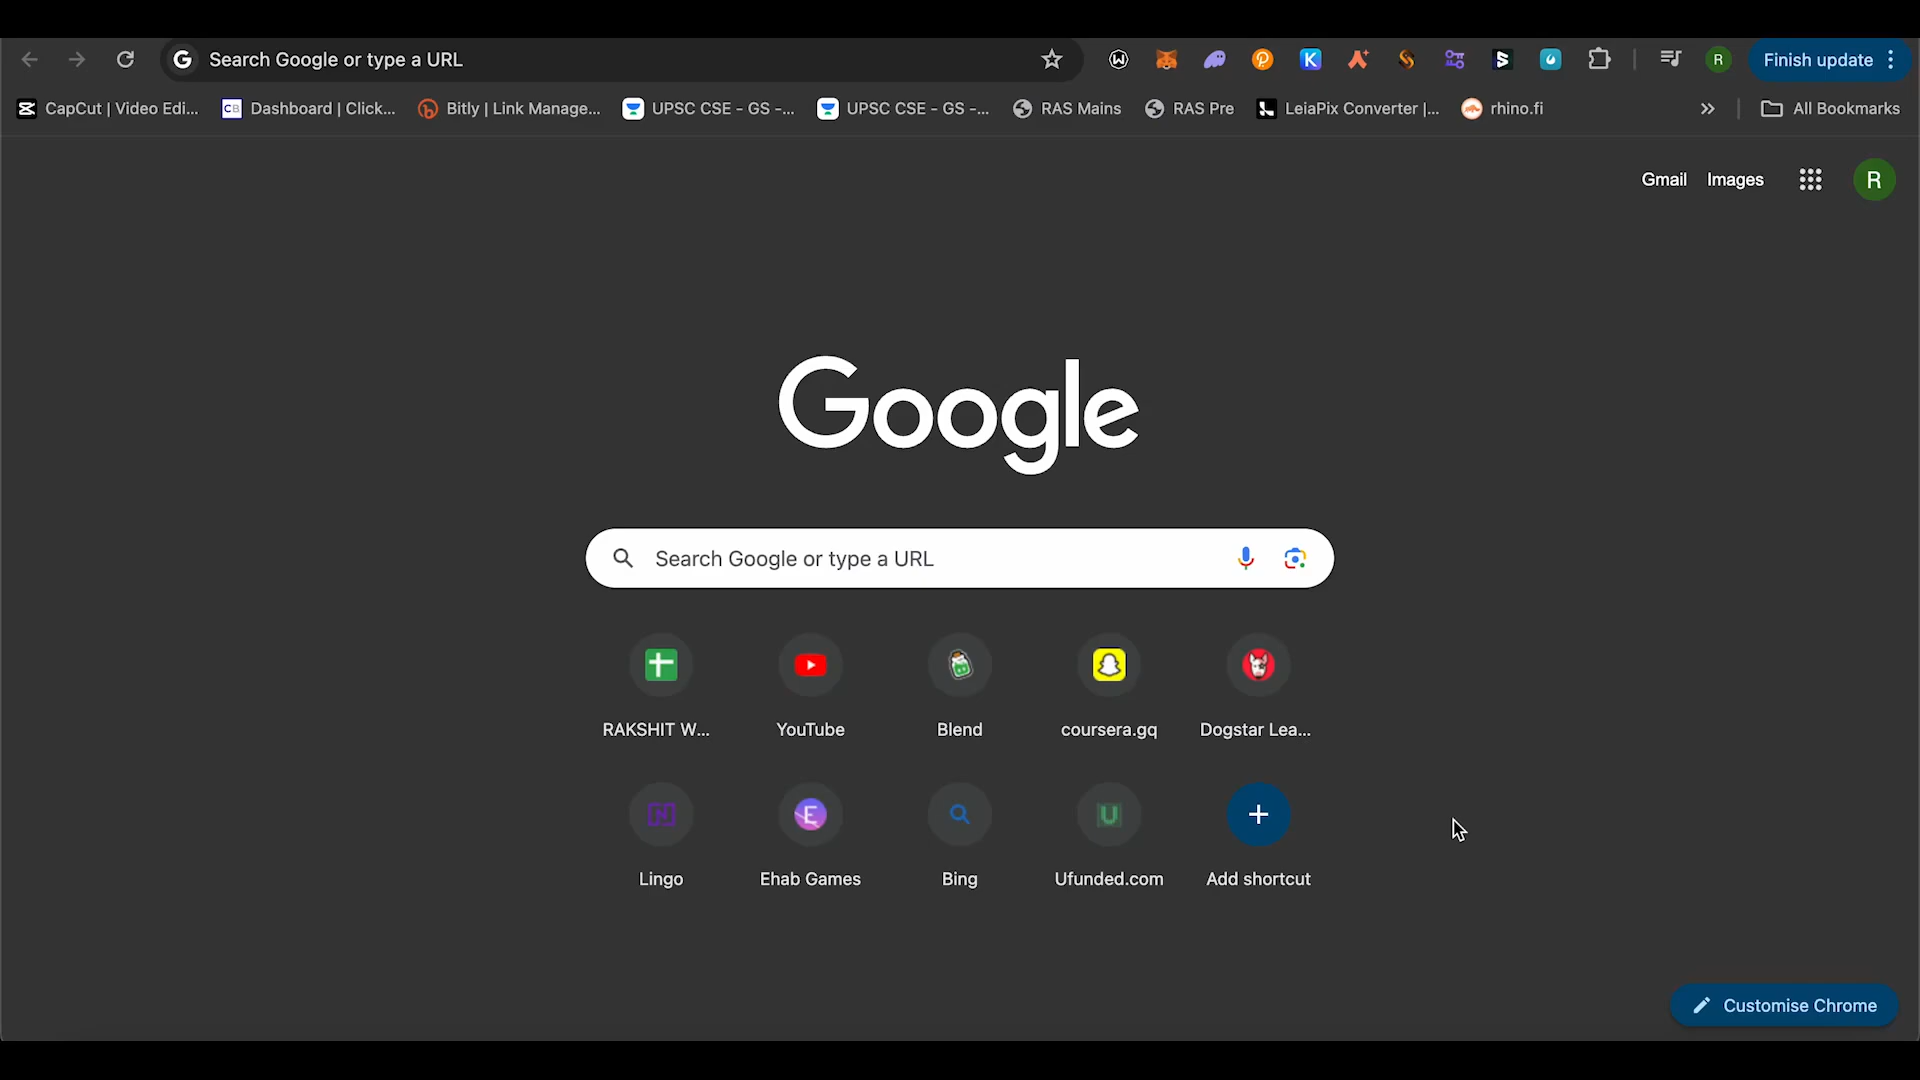 Search Google or type a URL
R
Finish update
CapCut | Video Edi...
CB
Dashboard | Click...
Bitly | Link Manage...
UPSC CSE - GS -...
UPSC CSE - GS -...
RAS Mains
RAS Pre
LeiaPix Converter |...
rhino.fi
All Bookmarks
Gmail
Images
R
Google
Search Google or type a URL
RAKSHIT W...
YouTube
Blend
coursera.gq
Dogstar Lea...
Lingo
Ehab Games
Bing
Ufunded.com
Add shortcut
Customise Chrome